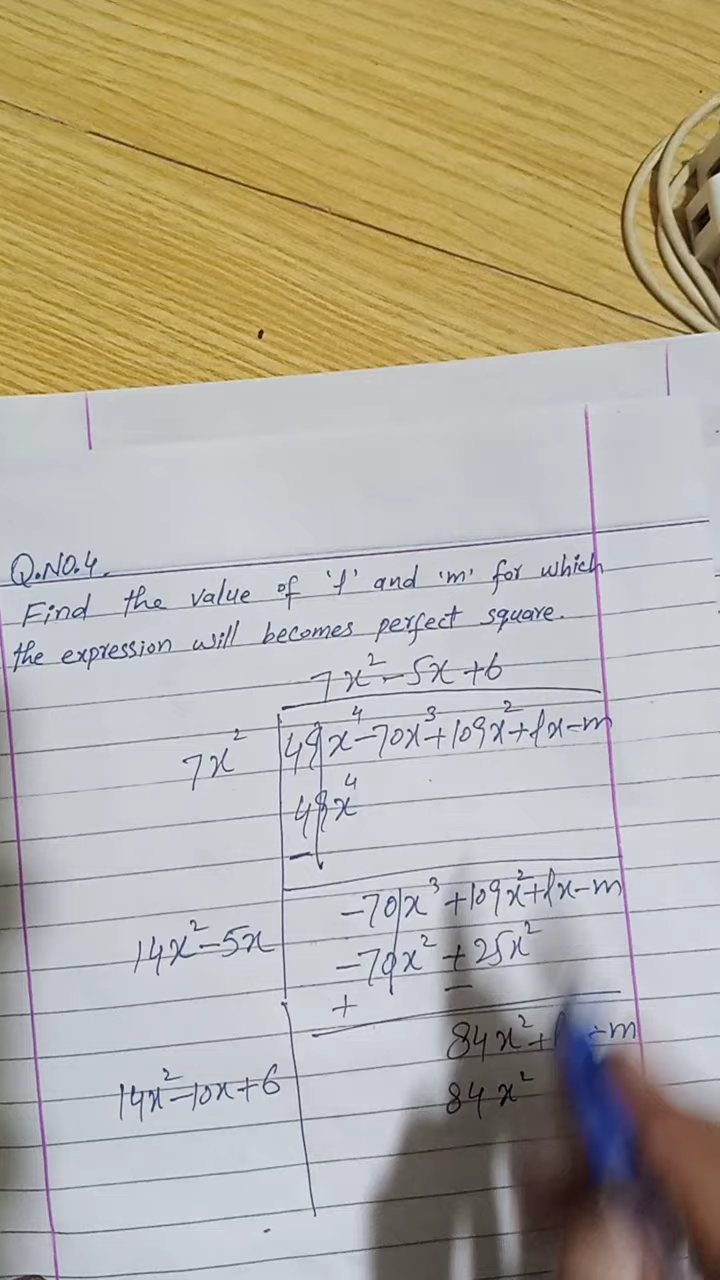 Q.NO.4.
Find the value of 'l' and 'm' for which
the expression will becomes perfect square.
7x² - 5x + 6
7x² 49x⁴ - 70x³ + 109x² + lx - m
49x⁴
-
-70x³ + 109x² + lx - m
14x² - 5x -70x² + 25x²
+ -
84x² + - m
14x² - 10x + 6 84x²